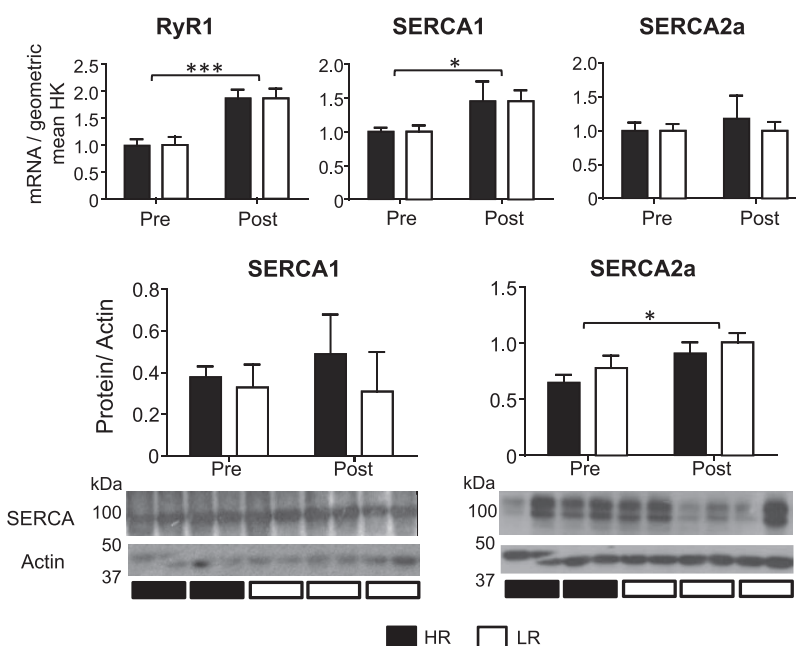 RyR1
SERCA1
SERCA2a
mRNA / geometric
mean HK
2.5
2.0
1.5
1.0
0.5
0
***
Pre
Post
2.0
1.5
1.0
0.5
0
*
Pre
Post
2.0
1.5
1.0
2.5
0
Pre
Post
SERCA1
SERCA2a
Protein/ Actin
0.8
0.6
0.4
0.2
0
Pre
Post
1.5
1.0
0.5
0
*
Pre
Post
kDa
SERCA
100
Actin
50
37
kDa
100
50
37
HR
LR